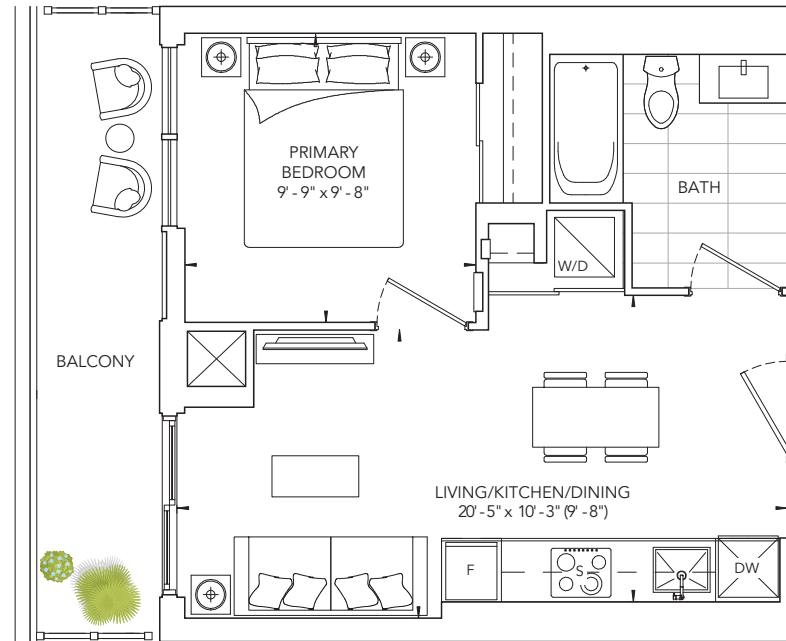 PRIMARY
BEDROOM
9' - 9" x 9' - 8"
BATH
W/D
BALCONY
LIVING/KITCHEN/DINING
20' - 5" x 10' - 3" (9' - 8")
F
S
DW